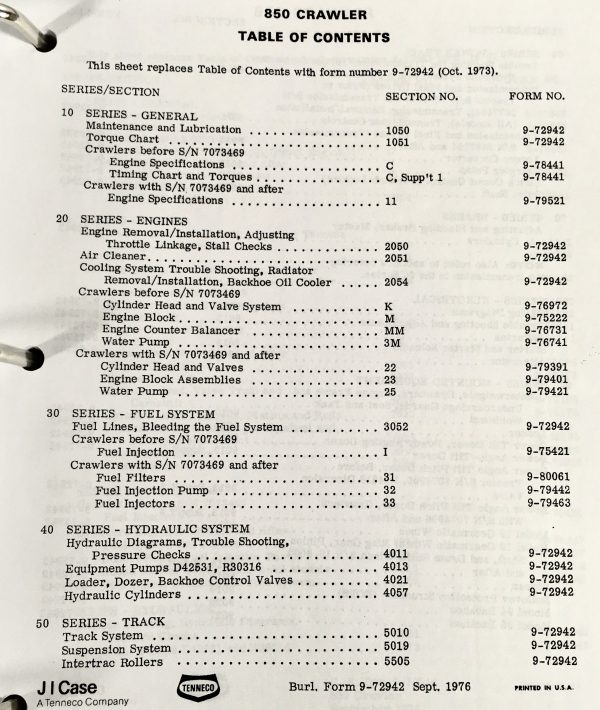 850 CRAWLER
TABLE OF CONTENTS
This sheet replaces Table of Contents with form number 9-72942 (Oct. 1973).
SERIES/SECTION SECTION NO. FORM NO.
10 SERIES - GENERAL
Maintenance and Lubrication . . . . . . . . . . . . . . . . . 1050 9-72942
Torque Chart . . . . . . . . . . . . . . . . . . . . . . . . . . . . 1051 9-72942
Crawlers before S/N 7073469
Engine Specifications . . . . . . . . . . . . . . . . . . . . . C 9-78441
Timing Chart and Torques . . . . . . . . . . . . . . . . . C, Supp't 1 9-78441
Crawlers with S/N 7073469 and after
Engine Specifications . . . . . . . . . . . . . . . . . . . . . 11 9-79521
20 SERIES - ENGINES
Engine Removal/Installation, Adjusting
Throttle Linkage, Stall Checks . . . . . . . . . . . . . . 2050 9-72942
Air Cleaner . . . . . . . . . . . . . . . . . . . . . . . . . . . . . 2051 9-72942
Cooling System Trouble Shooting, Radiator
Removal/Installation, Backhoe Oil Cooler . . . . . 2054 9-72942
Crawlers before S/N 7073469
Cylinder Head and Valve System . . . . . . . . . . . . . K 9-76972
Engine Block . . . . . . . . . . . . . . . . . . . . . . . . . . . M 9-75222
Engine Counter Balancer . . . . . . . . . . . . . . . . . . MM 9-76731
Water Pump . . . . . . . . . . . . . . . . . . . . . . . . . . . . 3M 9-76741
Crawlers with S/N 7073469 and after
Cylinder Head and Valves . . . . . . . . . . . . . . . . . . 22 9-79391
Engine Block Assemblies . . . . . . . . . . . . . . . . . . 23 9-79401
Water Pump . . . . . . . . . . . . . . . . . . . . . . . . . . . . 25 9-79421
30 SERIES - FUEL SYSTEM
Fuel Lines, Bleeding the Fuel System . . . . . . . . . . . 3052 9-72942
Crawlers before S/N 7073469
Fuel Injection . . . . . . . . . . . . . . . . . . . . . . . . . . I 9-75421
Crawlers with S/N 7073469 and after
Fuel Filters . . . . . . . . . . . . . . . . . . . . . . . . . . . . 31 9-80061
Fuel Injection Pump . . . . . . . . . . . . . . . . . . . . . . 32 9-79442
Fuel Injectors . . . . . . . . . . . . . . . . . . . . . . . . . . 33 9-79463
40 SERIES - HYDRAULIC SYSTEM
Hydraulic Diagrams, Trouble Shooting,
Pressure Checks . . . . . . . . . . . . . . . . . . . . . . . . 4011 9-72942
Equipment Pumps D42531, R30316 . . . . . . . . . . . . . 4013 9-72942
Loader, Dozer, Backhoe Control Valves . . . . . . . . . . 4021 9-72942
Hydraulic Cylinders . . . . . . . . . . . . . . . . . . . . . . . . 4057 9-72942
50 SERIES - TRACK
Track System . . . . . . . . . . . . . . . . . . . . . . . . . . . . . 5010 9-72942
Suspension System . . . . . . . . . . . . . . . . . . . . . . . . . 5019 9-72942
Intertrac Rollers . . . . . . . . . . . . . . . . . . . . . . . . . . 5505 9-72942
J I Case TENNECO Burl. Form 9-72942 Sept. 1976 PRINTED IN U.S.A.
A Tenneco Company